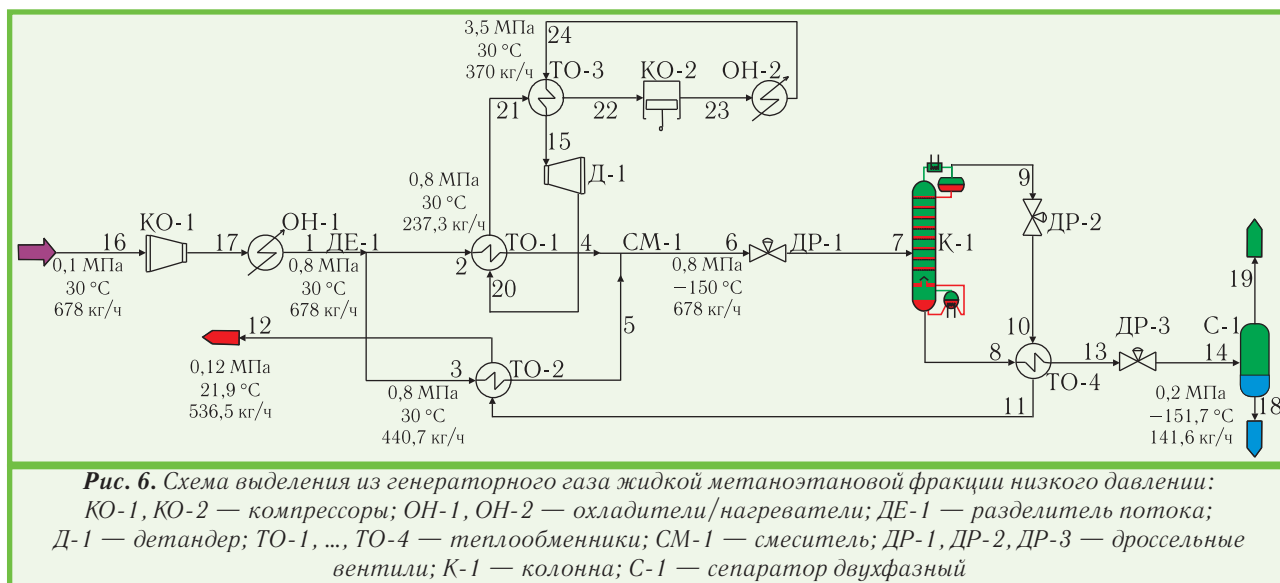 3,5 МПа
30 °C
370 кг/ч
24
ТО-3
КО-2
ОН-2
21
22
23
15
Д-1
0,8 МПа
30 °C
237,3 кг/ч
16
КО-1
17
ОН-1
1
ДЕ-1
2
ТО-1
4
СМ-1
6
ДР-1
7
К-1
9
ДР-2
0,1 МПа
30 °C
678 кг/ч
0,8 МПа
30 °C
678 кг/ч
20
0,8 МПа
−150 °C
678 кг/ч
5
19
12
10
ДР-3
С-1
0,12 МПа
21,9 °C
536,5 кг/ч
3
ТО-2
8
13
14
ТО-4
0,8 МПа
30 °C
440,7 кг/ч
11
0,2 МПа
−151,7 °C
141,6 кг/ч
18
Рис. 6. Схема выделения из генераторного газа жидкой метаноэтановой фракции низкого давлении:
КО-1, КО-2 — компрессоры; ОН-1, ОН-2 — охладители/нагреватели; ДЕ-1 — разделитель потока;
Д-1 — детандер; ТО-1, ..., ТО-4 — теплообменники; СМ-1 — смеситель; ДР-1, ДР-2, ДР-3 — дроссельные
вентили; К-1 — колонна; С-1 — сепаратор двухфазный